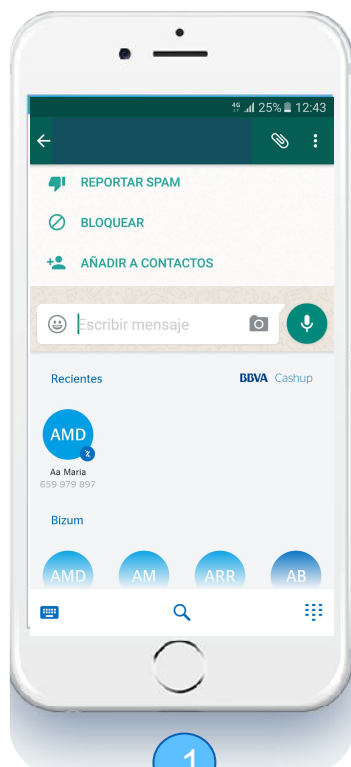 4G 25% 12:43
REPORTAR SPAM
BLOQUEAR
AÑADIR A CONTACTOS
Escribir mensaje
Recientes BBVA Cashup
AMD
Aa Maria
659 979 897
Bizum
AMD AM ARR AB
1